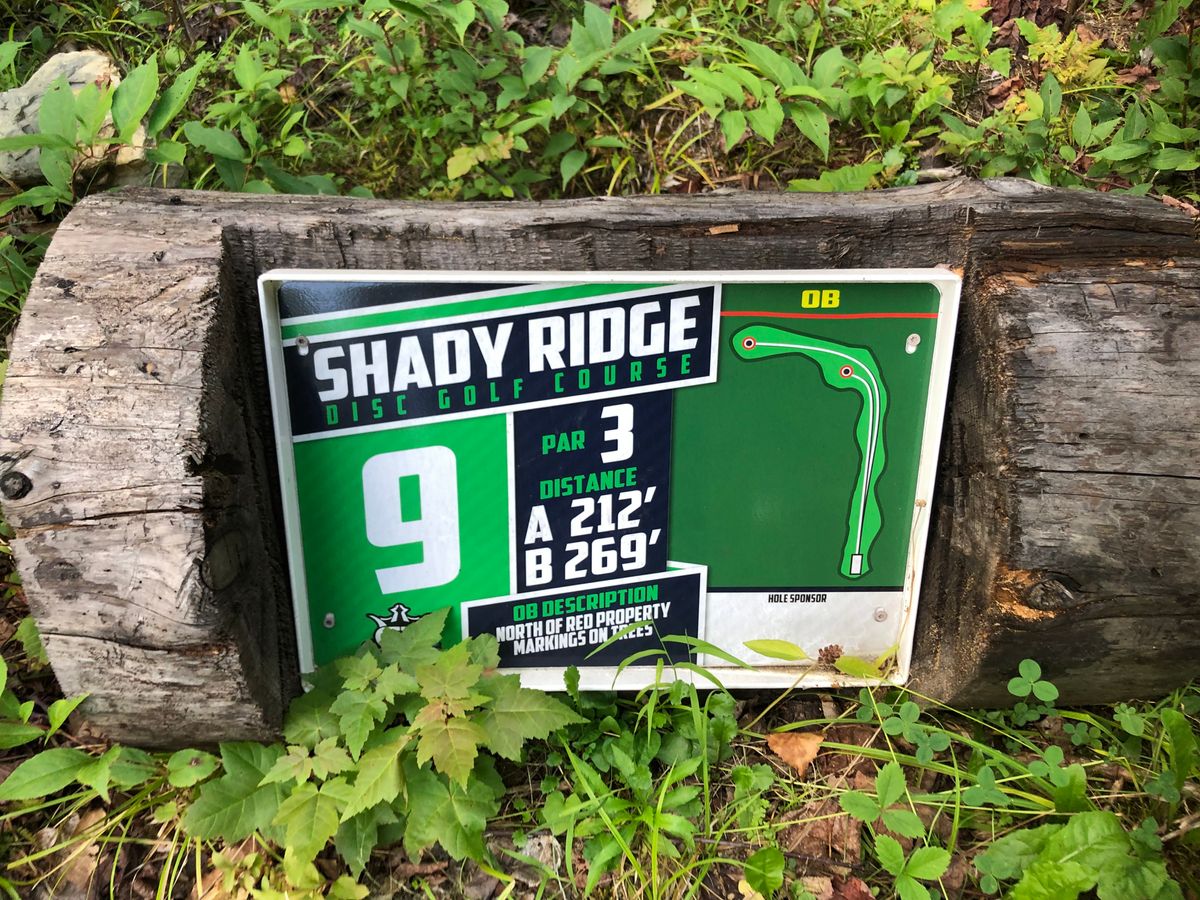 SHADY RIDGE
DISC GOLF COURSE
9
PAR 3
DISTANCE
A 212'
B 269'
OB DESCRIPTION
NORTH OF RED PROPERTY
MARKINGS ON TREES
OB
HOLE SPONSOR